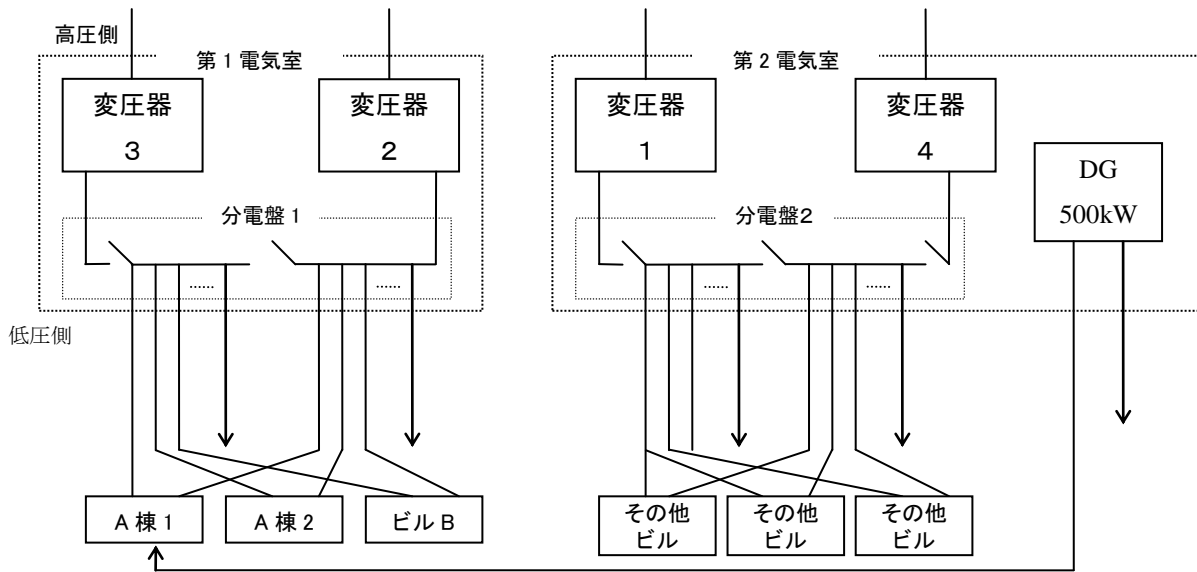 高圧側
第1電気室
第2電気室
変圧器
3
変圧器
2
変圧器
1
変圧器
4
DG
500kW
分電盤1
分電盤2
......
......
......
......
低圧側
A棟1
A棟2
ビルB
その他
ビル
その他
ビル
その他
ビル